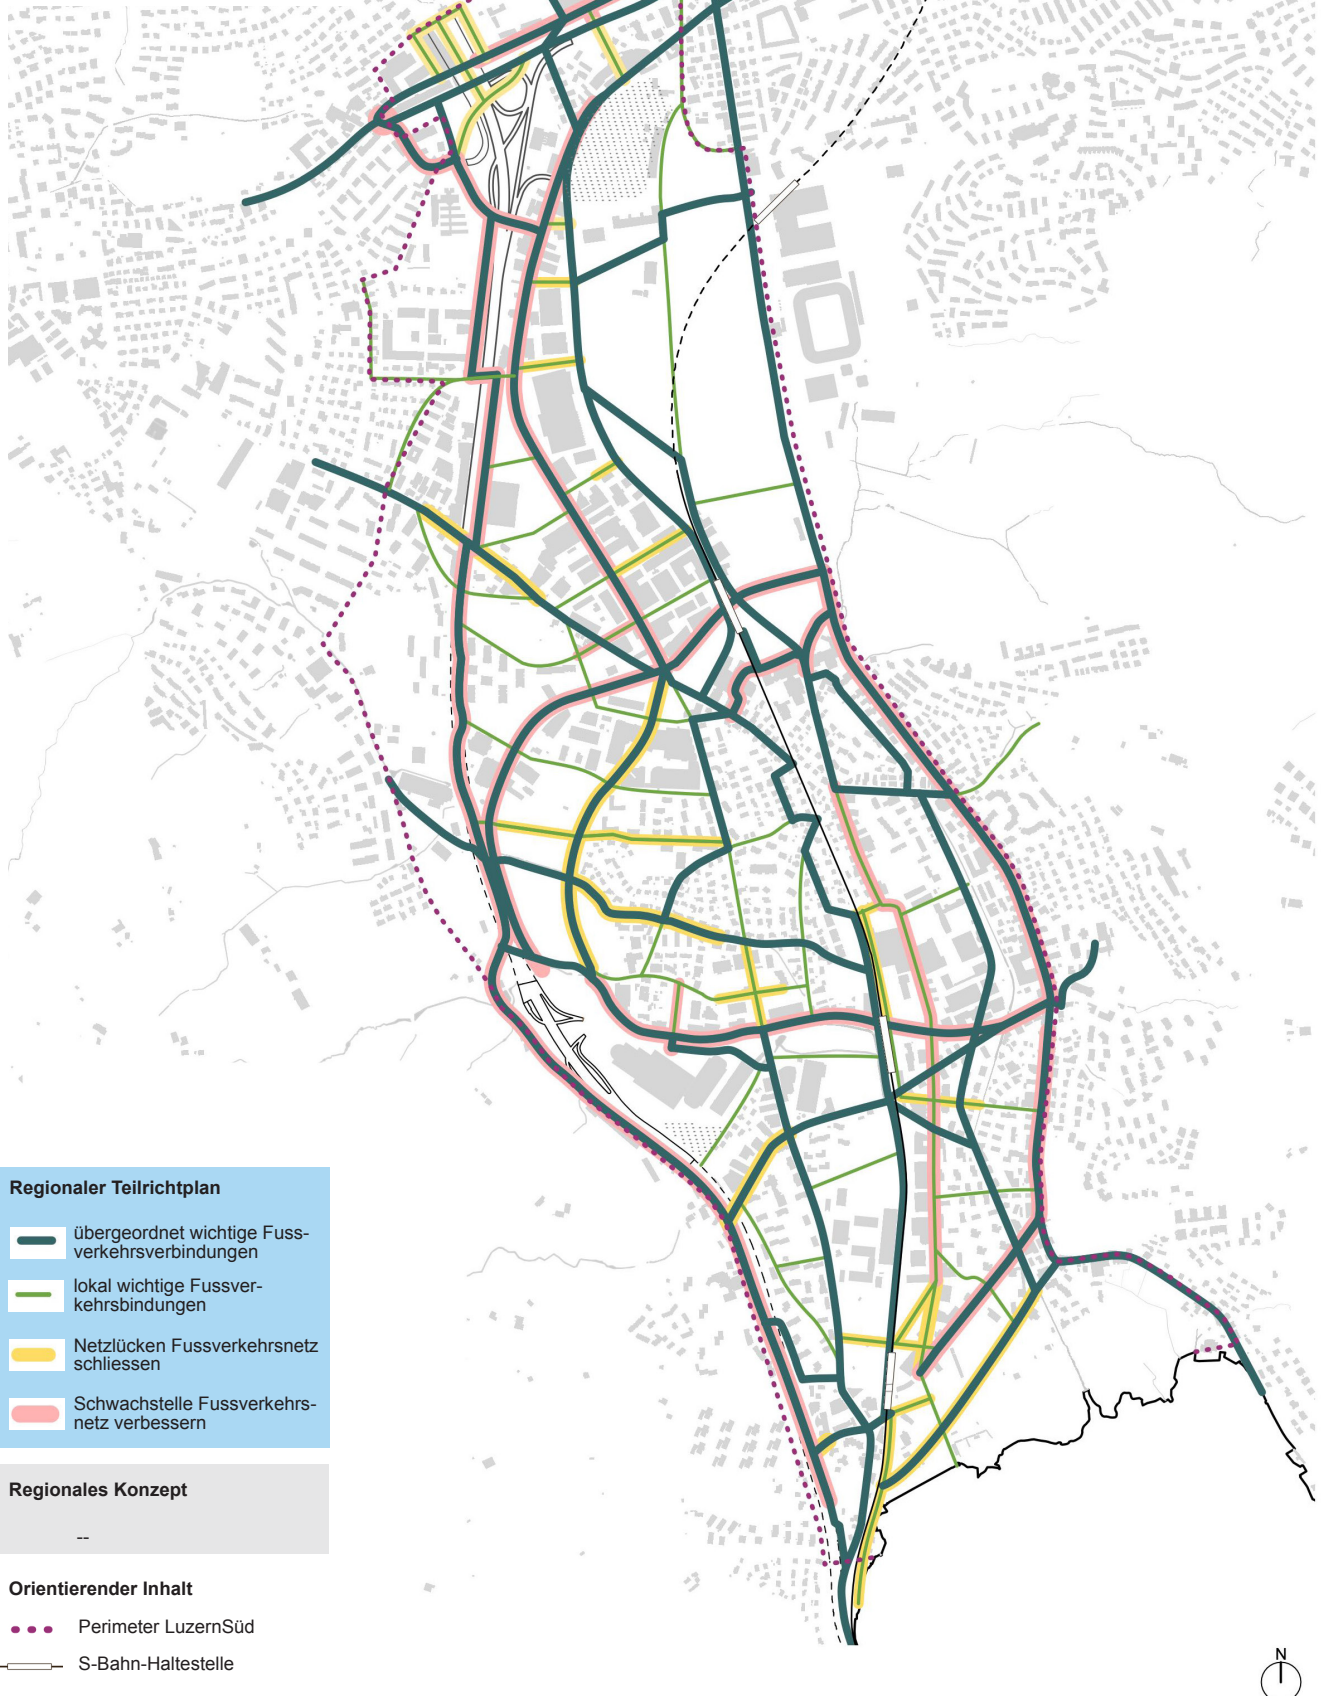 Regionaler Teilrichtplan
übergeordnet wichtige Fuss-
verkehrsverbindungen
lokal wichtige Fussver-
kehrsbindungen
Netzlücken Fussverkehrsnetz
schliessen
Schwachstelle Fussverkehrs-
netz verbessern
Regionales Konzept
--
Orientierender Inhalt
Perimeter LuzernSüd
S-Bahn-Haltestelle
N